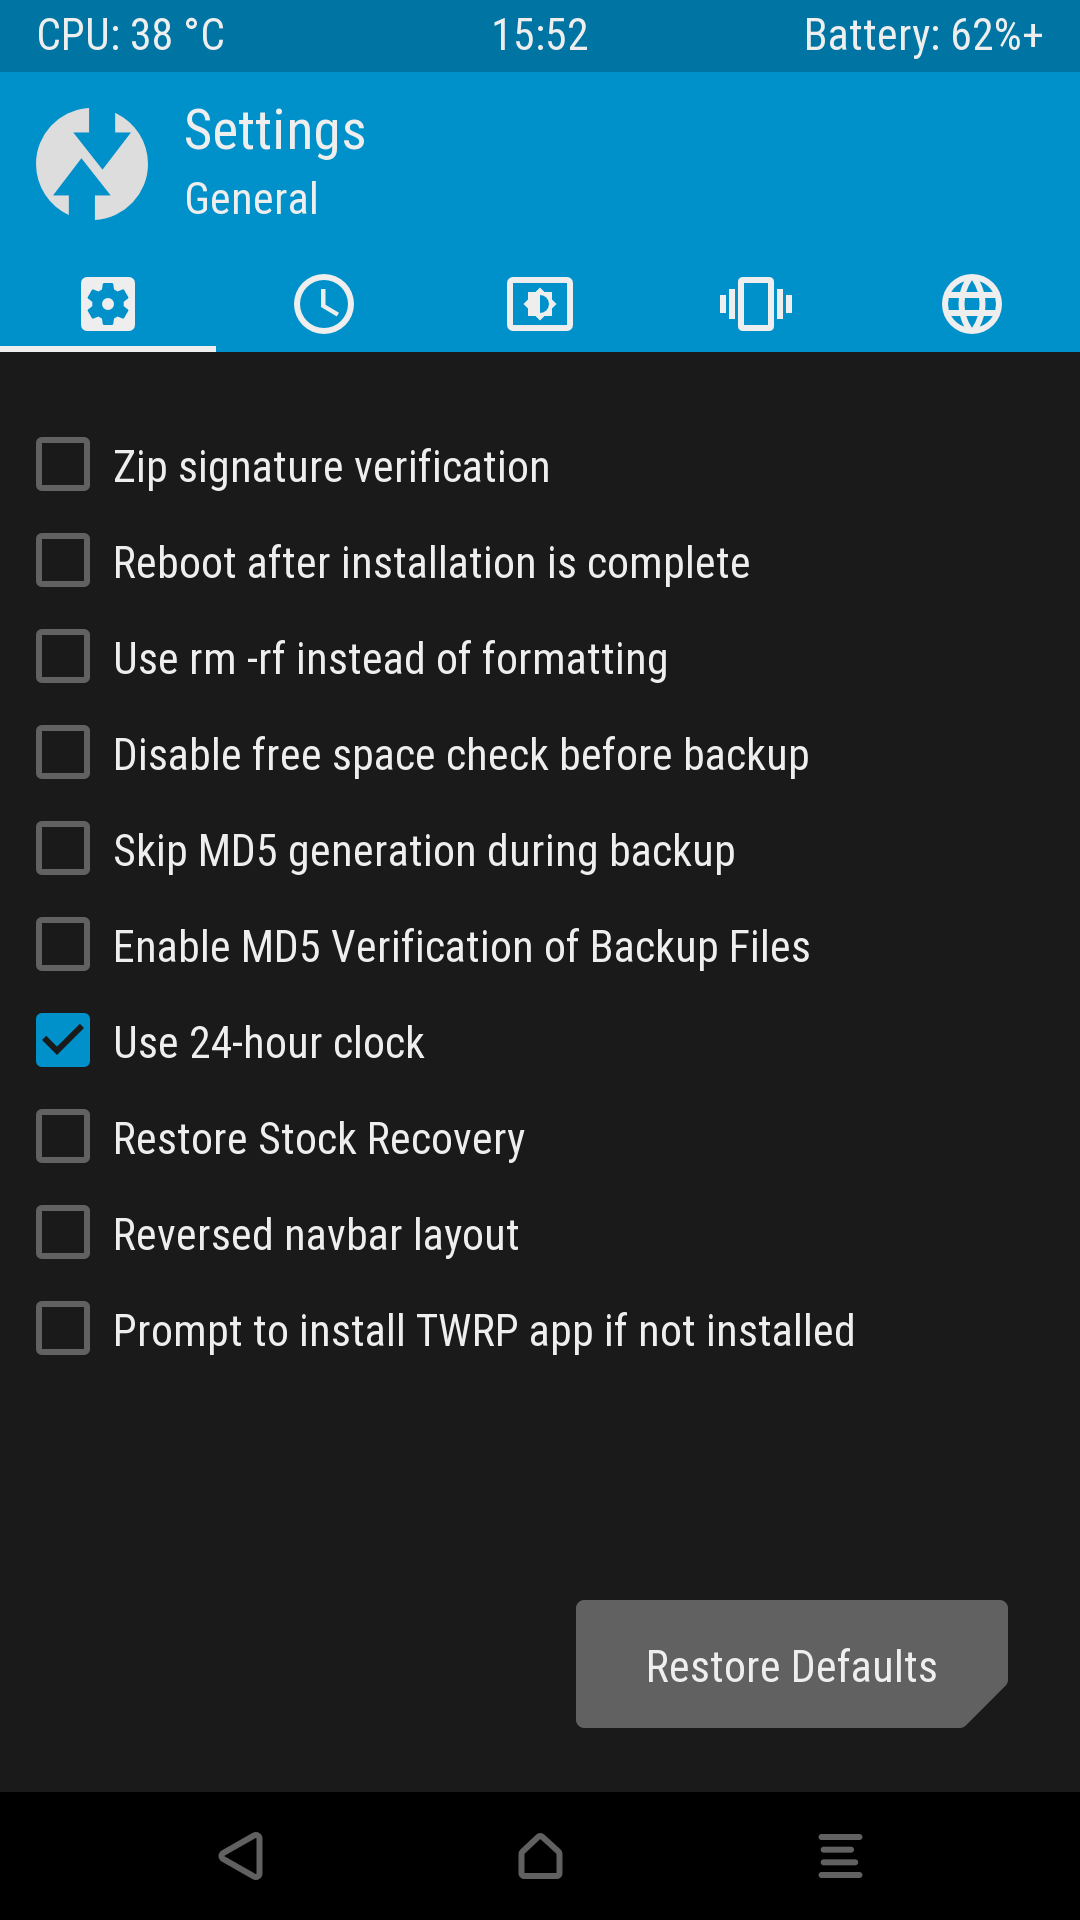 CPU: 38 °C 15:52 Battery: 62%+
Settings
General
Zip signature verification
Reboot after installation is complete
Use rm -rf instead of formatting
Disable free space check before backup
Skip MD5 generation during backup
Enable MD5 Verification of Backup Files
Use 24-hour clock
Restore Stock Recovery
Reversed navbar layout
Prompt to install TWRP app if not installed
Restore Defaults